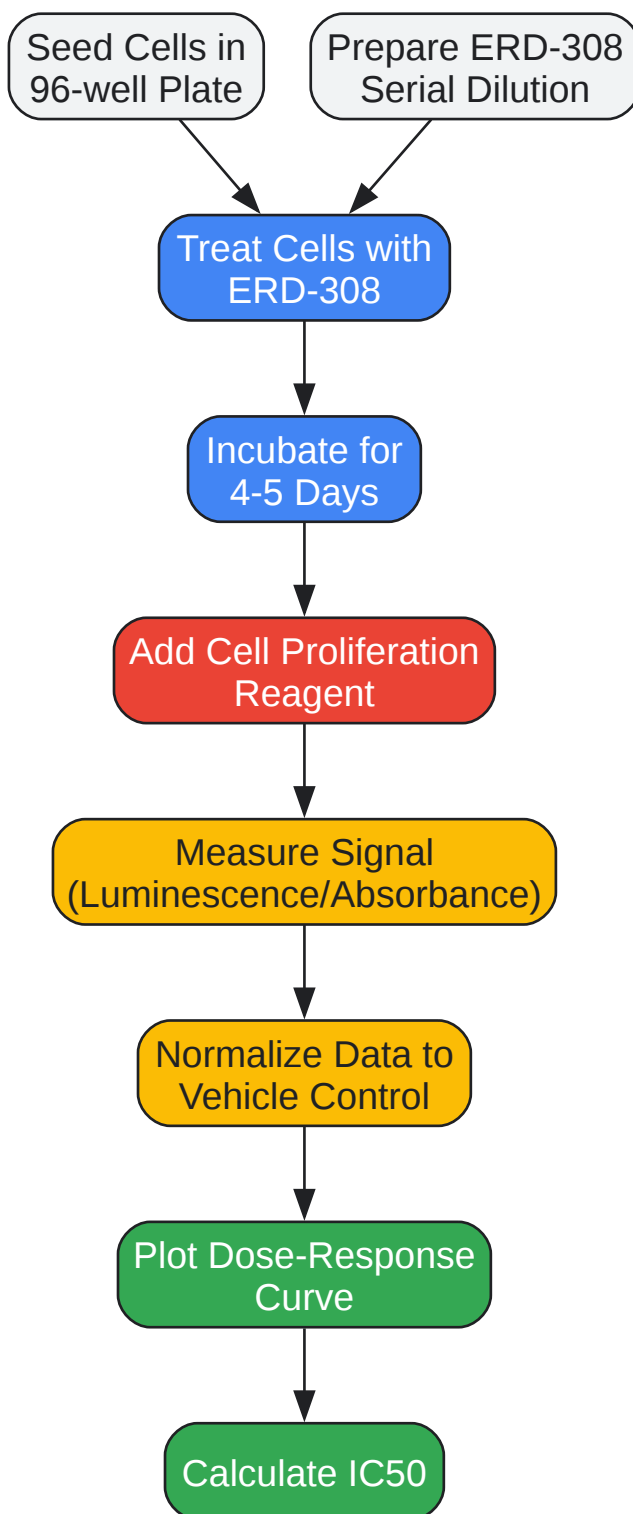 Seed Cells in
96-well Plate
Prepare ERD-308
Serial Dilution
Treat Cells with
ERD-308
Incubate for
4-5 Days
Add Cell Proliferation
Reagent
Measure Signal
(Luminescence/Absorbance)
Normalize Data to
Vehicle Control
Plot Dose-Response
Curve
Calculate IC50